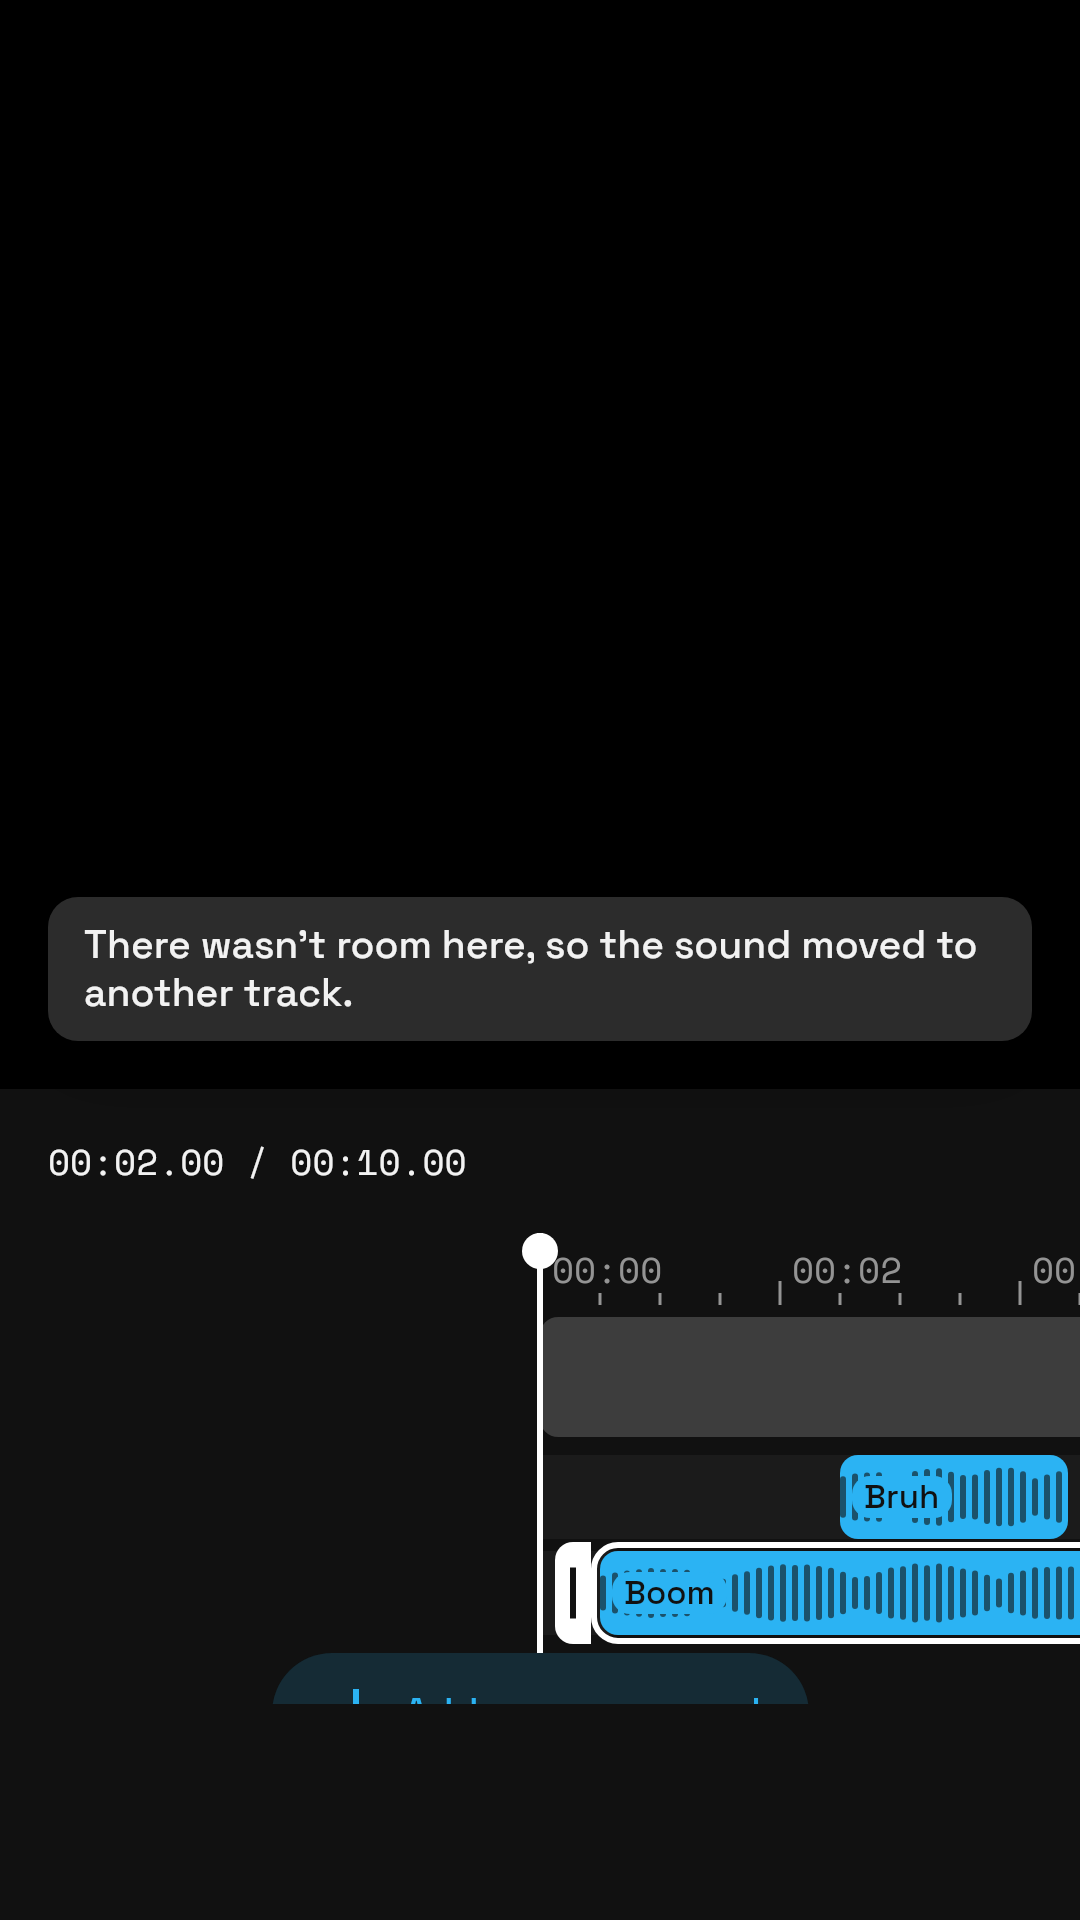 There wasn’t room here, so the sound moved to
another track.
00:02.00 / 00:10.00
00:00 00:02 00
Bruh
Boom